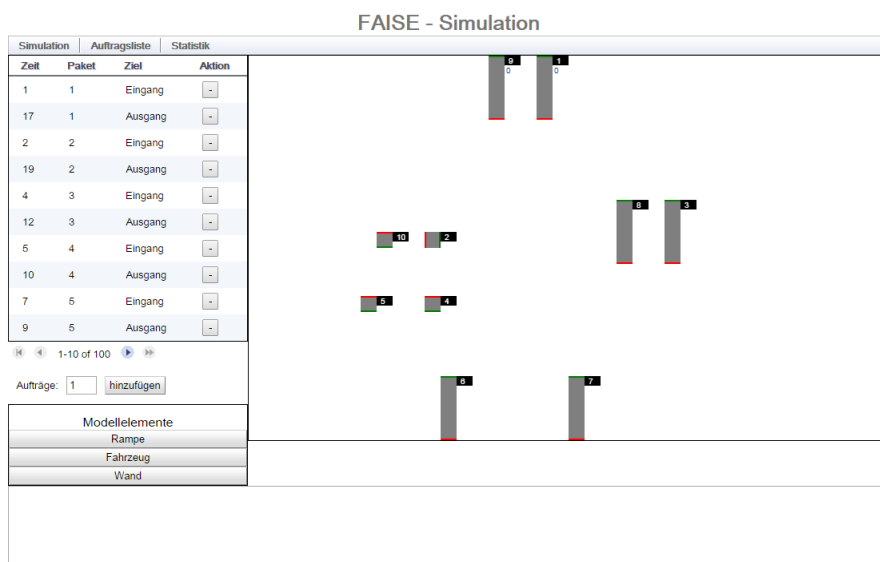 FAISE - Simulation
Simulation Auftragsliste Statistik
Zeit Paket Ziel Aktion
1 1 Eingang -
17 1 Ausgang -
2 2 Eingang -
19 2 Ausgang -
4 3 Eingang -
12 3 Ausgang -
5 4 Eingang -
10 4 Ausgang -
7 5 Eingang -
9 5 Ausgang -
1-10 of 100
Aufträge: 1 hinzufügen
Modellelemente
Rampe
Fahrzeug
Wand
9 1
0 0
8 3
10 2
5 4
6 7